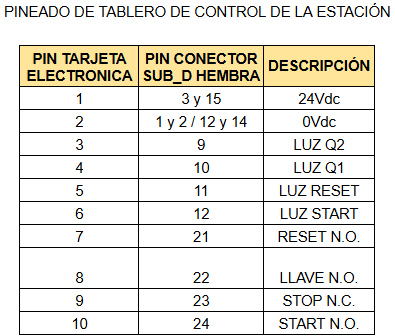 PINEADO DE TABLERO DE CONTROL DE LA ESTACIÓN
PIN TARJETA ELECTRONICA | PIN CONECTOR SUB_D HEMBRA | DESCRIPCIÓN
1 | 3 y 15 | 24Vdc
2 | 1 y 2 / 12 y 14 | 0Vdc
3 | 9 | LUZ Q2
4 | 10 | LUZ Q1
5 | 11 | LUZ RESET
6 | 12 | LUZ START
7 | 21 | RESET N.O.
8 | 22 | LLAVE N.O.
9 | 23 | STOP N.C.
10 | 24 | START N.O.